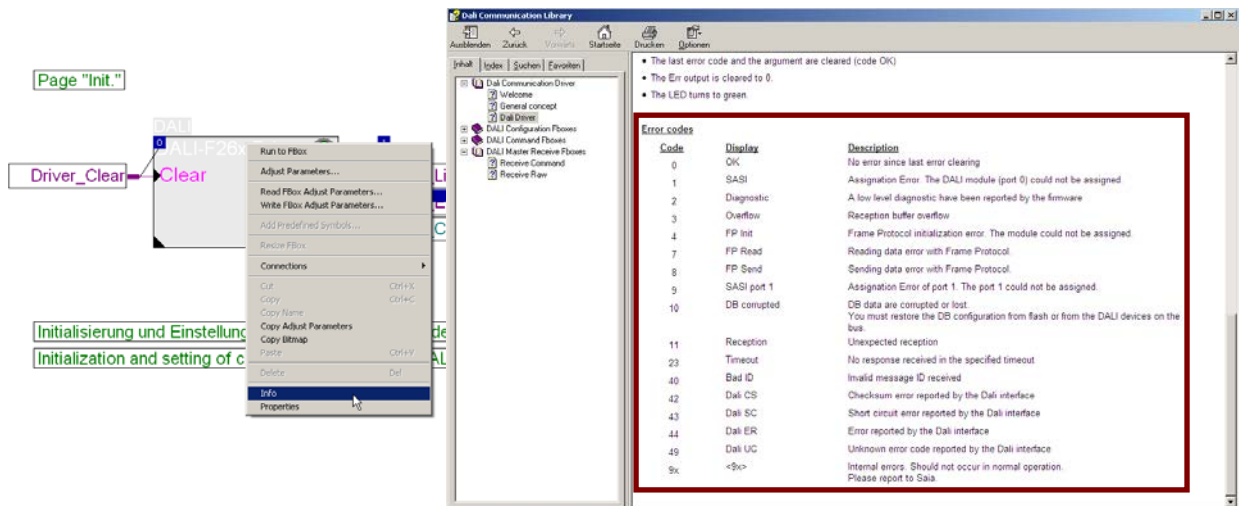 Page "Init."
DALI
DALI-F26x
Driver_Clear
Clear
Initialisierung und Einstellung
Initialization and setting of c
Run to FBox
Adjust Parameters...
Read FBox Adjust Parameters...
Write FBox Adjust Parameters...
Add Predefined Symbols...
Resize FBox
Connections
Cut Ctrl+X
Copy Ctrl+C
Copy Name
Copy Adjust Parameters
Copy Bitmap
Paste Ctrl+V
Delete Del
Info
Properties
Dali Communication Library
Ausblenden Zurück Vorwärts Startseite Drucken Optionen
Inhalt Index Suchen Favoriten
Dali Communication Driver
Welcome
General concept
Dali Driver
DALI Configuration Fboxes
DALI Command Fboxes
DALI Master Receive Fboxes
Receive Command
Receive Raw
• The last error code and the argument are cleared (code OK)
• The Err output is cleared to 0.
• The LED turns to green.
Error codes
Code Display Description
0 OK No error since last error clearing
1 SASI Assignation Error. The DALI module (port 0) could not be assigned.
2 Diagnostic A low level diagnostic have been reported by the firmware
3 Overflow Reception buffer overflow
4 FP Init Frame Protocol initialization error. The module could not be assigned.
7 FP Read Reading data error with Frame Protocol.
8 FP Send Sending data error with Frame Protocol.
9 SASI port 1 Assignation Error of port 1. The port 1 could not be assigned.
10 DB corrupted DB data are corrupted or lost.
You must restore the DB configuration from flash or from the DALI devices on the
bus.
11 Reception Unexpected reception
23 Timeout No response received in the specified timeout
40 Bad ID Invalid message ID received
42 Dali CS Checksum error reported by the Dali interface
43 Dali SC Short circuit error reported by the Dali interface
44 Dali ER Error reported by the Dali interface
49 Dali UC Unknown error code reported by the Dali interface
9x <9x> Internal errors. Should not occur in normal operation.
Please report to Saia.